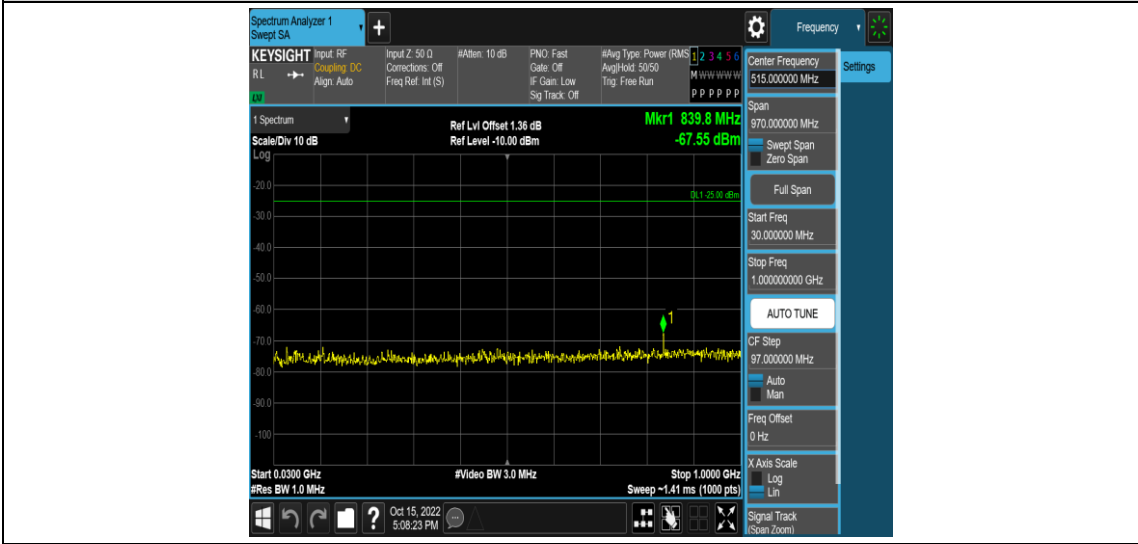 Spectrum Analyzer 1
Swept SA
Frequency
KEYSIGHT
RL
Input: RF
Coupling: DC
Align: Auto
Input Z: 50 Ω
Corrections: Off
Freq Ref: Int (S)
#Atten: 10 dB
PNO: Fast
Gate: Off
IF Gain: Low
Sig Track: Off
#Avg Type: Power (RMS
Avg|Hold: 50/50
Trig: Free Run
1 2 3 4 5 6
M W W W W W
P P P P P P
1 Spectrum
Scale/Div 10 dB
Log
Ref Lvl Offset 1.36 dB
Ref Level -10.00 dBm
Mkr1 839.8 MHz
-67.55 dBm
-20.0
DL1 -25.00 dBm
-30.0
-40.0
-50.0
-60.0
1
-70.0
-80.0
-90.0
-100
Start 0.0300 GHz
#Res BW 1.0 MHz
#Video BW 3.0 MHz
Stop 1.0000 GHz
Sweep ~1.41 ms (1000 pts)
Oct 15, 2022
5:08:23 PM
Center Frequency
515.000000 MHz
Settings
Span
970.000000 MHz
Swept Span
Zero Span
Full Span
Start Freq
30.000000 MHz
Stop Freq
1.000000000 GHz
AUTO TUNE
CF Step
97.000000 MHz
Auto
Man
Freq Offset
0 Hz
X Axis Scale
Log
Lin
Signal Track
(Span Zoom)